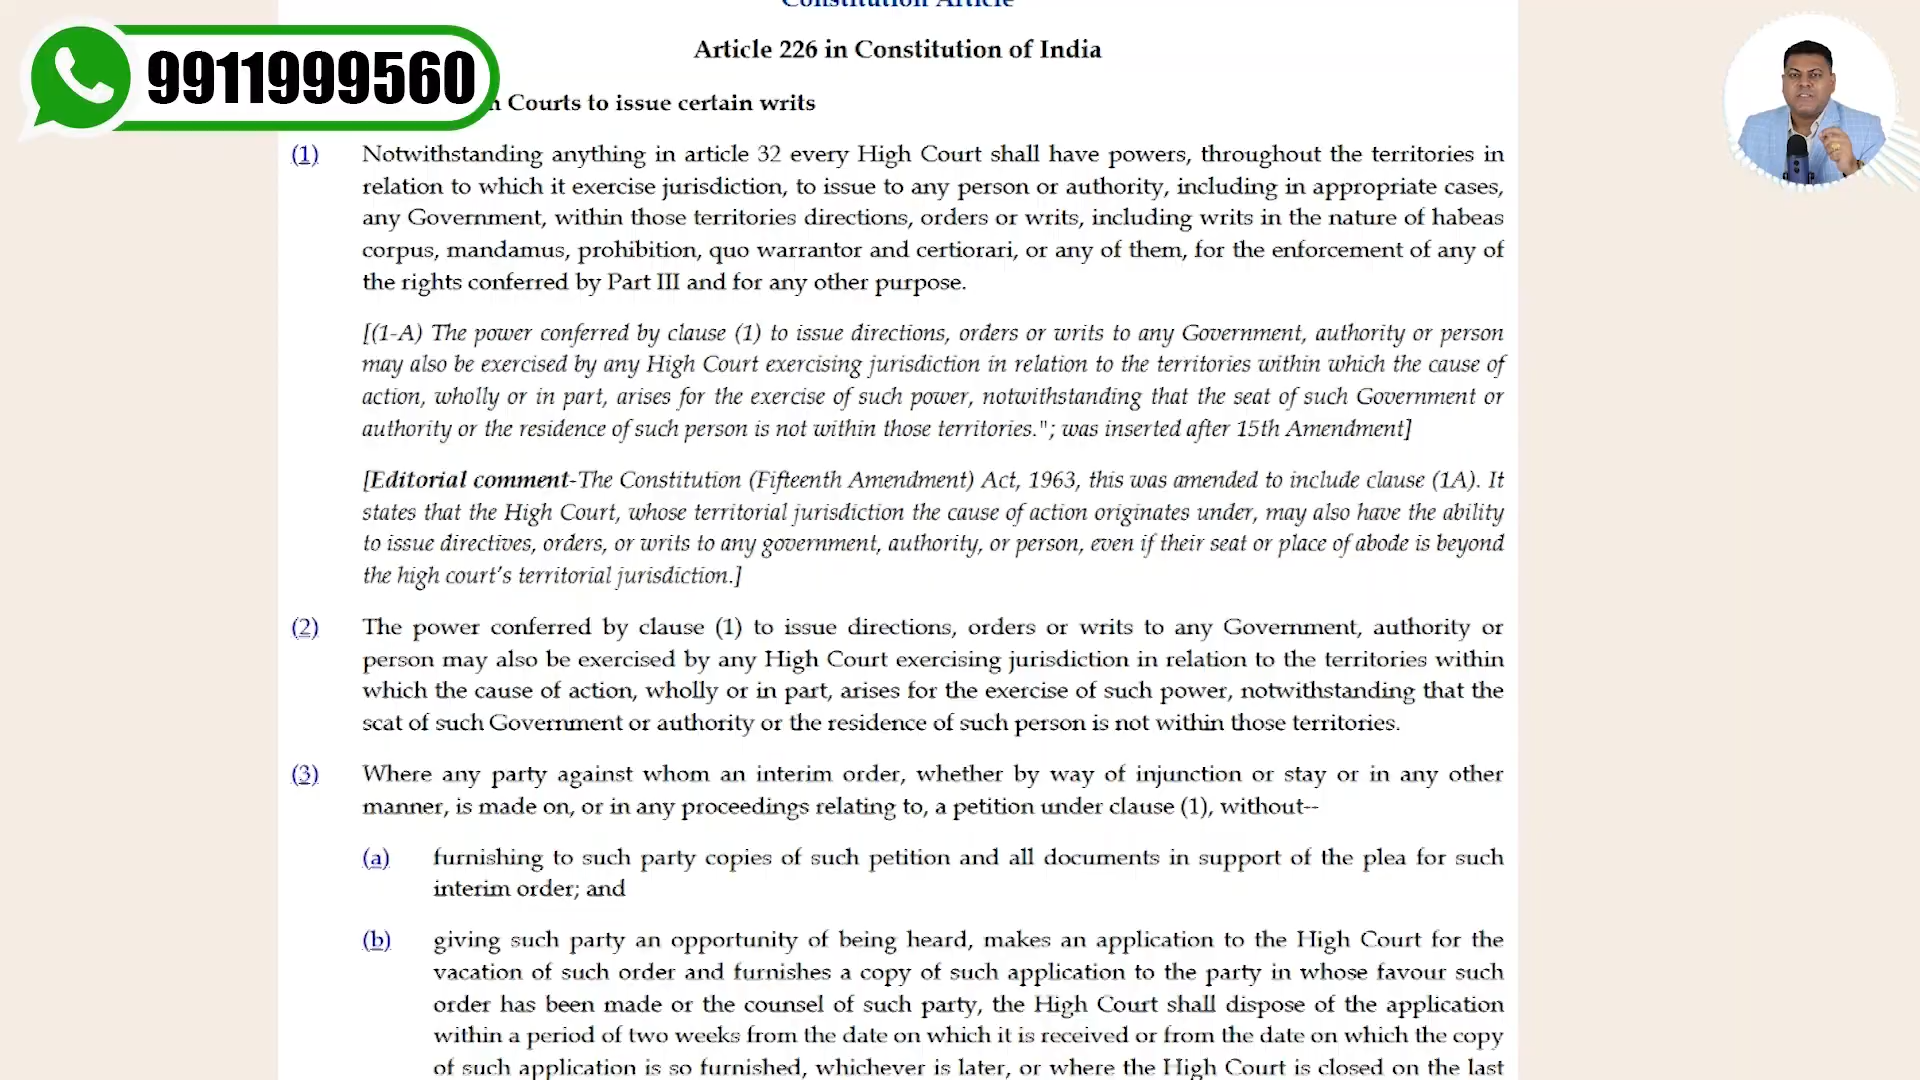 Constitution Article
Article 226 in Constitution of India
9911999560
Courts to issue certain writs
(1) Notwithstanding anything in article 32 every High Court shall have powers, throughout the territories in
relation to which it exercise jurisdiction, to issue to any person or authority, including in appropriate cases,
any Government, within those territories directions, orders or writs, including writs in the nature of habeas
corpus, mandamus, prohibition, quo warrantor and certiorari, or any of them, for the enforcement of any of
the rights conferred by Part III and for any other purpose.
[(1-A) The power conferred by clause (1) to issue directions, orders or writs to any Government, authority or person
may also be exercised by any High Court exercising jurisdiction in relation to the territories within which the cause of
action, wholly or in part, arises for the exercise of such power, notwithstanding that the seat of such Government or
authority or the residence of such person is not within those territories."; was inserted after 15th Amendment]
[Editorial comment-The Constitution (Fifteenth Amendment) Act, 1963, this was amended to include clause (1A). It
states that the High Court, whose territorial jurisdiction the cause of action originates under, may also have the ability
to issue directives, orders, or writs to any government, authority, or person, even if their seat or place of abode is beyond
the high court's territorial jurisdiction.]
(2) The power conferred by clause (1) to issue directions, orders or writs to any Government, authority or
person may also be exercised by any High Court exercising jurisdiction in relation to the territories within
which the cause of action, wholly or in part, arises for the exercise of such power, notwithstanding that the
scat of such Government or authority or the residence of such person is not within those territories.
(3) Where any party against whom an interim order, whether by way of injunction or stay or in any other
manner, is made on, or in any proceedings relating to, a petition under clause (1), without--
(a) furnishing to such party copies of such petition and all documents in support of the plea for such
interim order; and
(b) giving such party an opportunity of being heard, makes an application to the High Court for the
vacation of such order and furnishes a copy of such application to the party in whose favour such
order has been made or the counsel of such party, the High Court shall dispose of the application
within a period of two weeks from the date on which it is received or from the date on which the copy
of such application is so furnished, whichever is later, or where the High Court is closed on the last